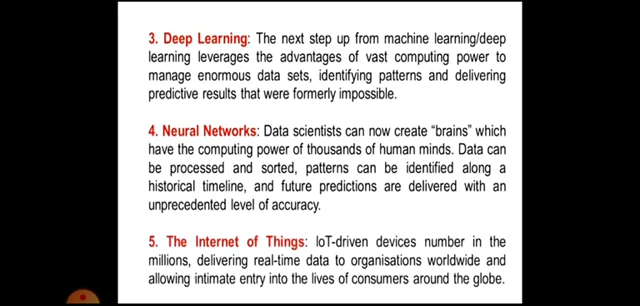 3. Deep Learning: The next step up from machine learning/deep
learning leverages the advantages of vast computing power to
manage enormous data sets, identifying patterns and delivering
predictive results that were formerly impossible.
4. Neural Networks: Data scientists can now create “brains” which
have the computing power of thousands of human minds. Data can
be processed and sorted, patterns can be identified along a
historical timeline, and future predictions are delivered with an
unprecedented level of accuracy.
5. The Internet of Things: IoT-driven devices number in the
millions, delivering real-time data to organisations worldwide and
allowing intimate entry into the lives of consumers around the globe.